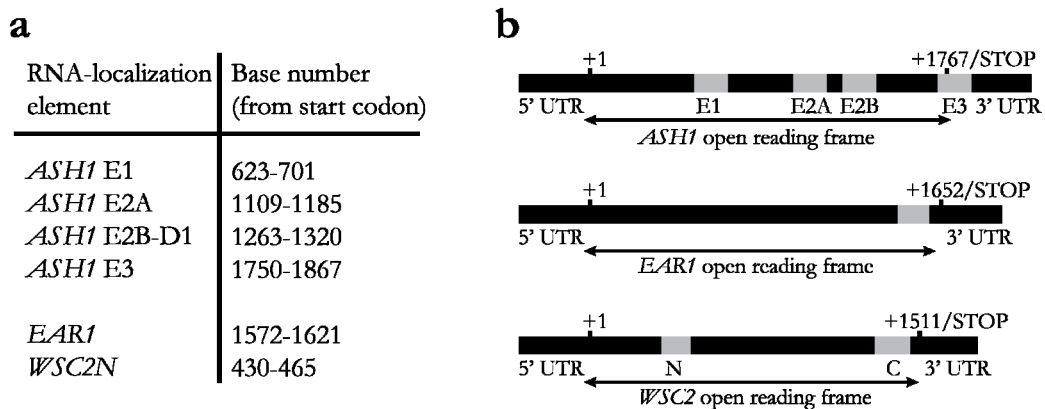 a
RNA-localization element
Base number (from start codon)
ASH1 E1 623-701
ASH1 E2A 1109-1185
ASH1 E2B-D1 1263-1320
ASH1 E3 1750-1867
EAR1 1572-1621
WSC2N 430-465
b
+1 +1767/STOP
5' UTR E1 E2A E2B E3 3' UTR
ASH1 open reading frame
+1 +1652/STOP
5' UTR 3' UTR
EAR1 open reading frame
+1 +1511/STOP
5' UTR N C 3' UTR
WSC2 open reading frame